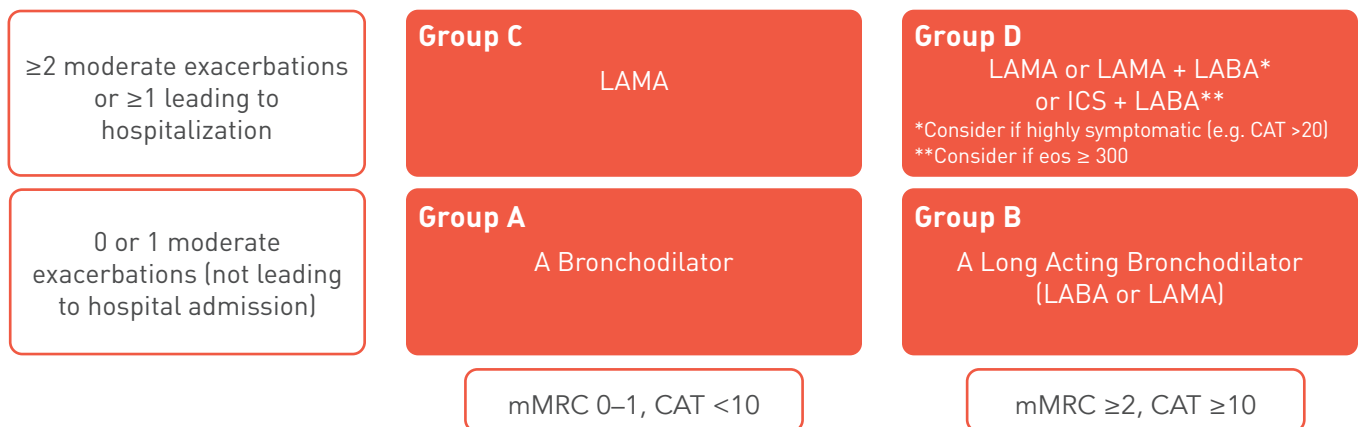 ≥2 moderate exacerbations
or ≥1 leading to
hospitalization
Group C
LAMA
Group D
LAMA or LAMA + LABA*
or ICS + LABA**
*Consider if highly symptomatic (e.g. CAT >20)
**Consider if eos ≥ 300
0 or 1 moderate
exacerbations (not leading
to hospital admission)
Group A
A Bronchodilator
Group B
A Long Acting Bronchodilator
(LABA or LAMA)
mMRC 0–1, CAT <10
mMRC ≥2, CAT ≥10